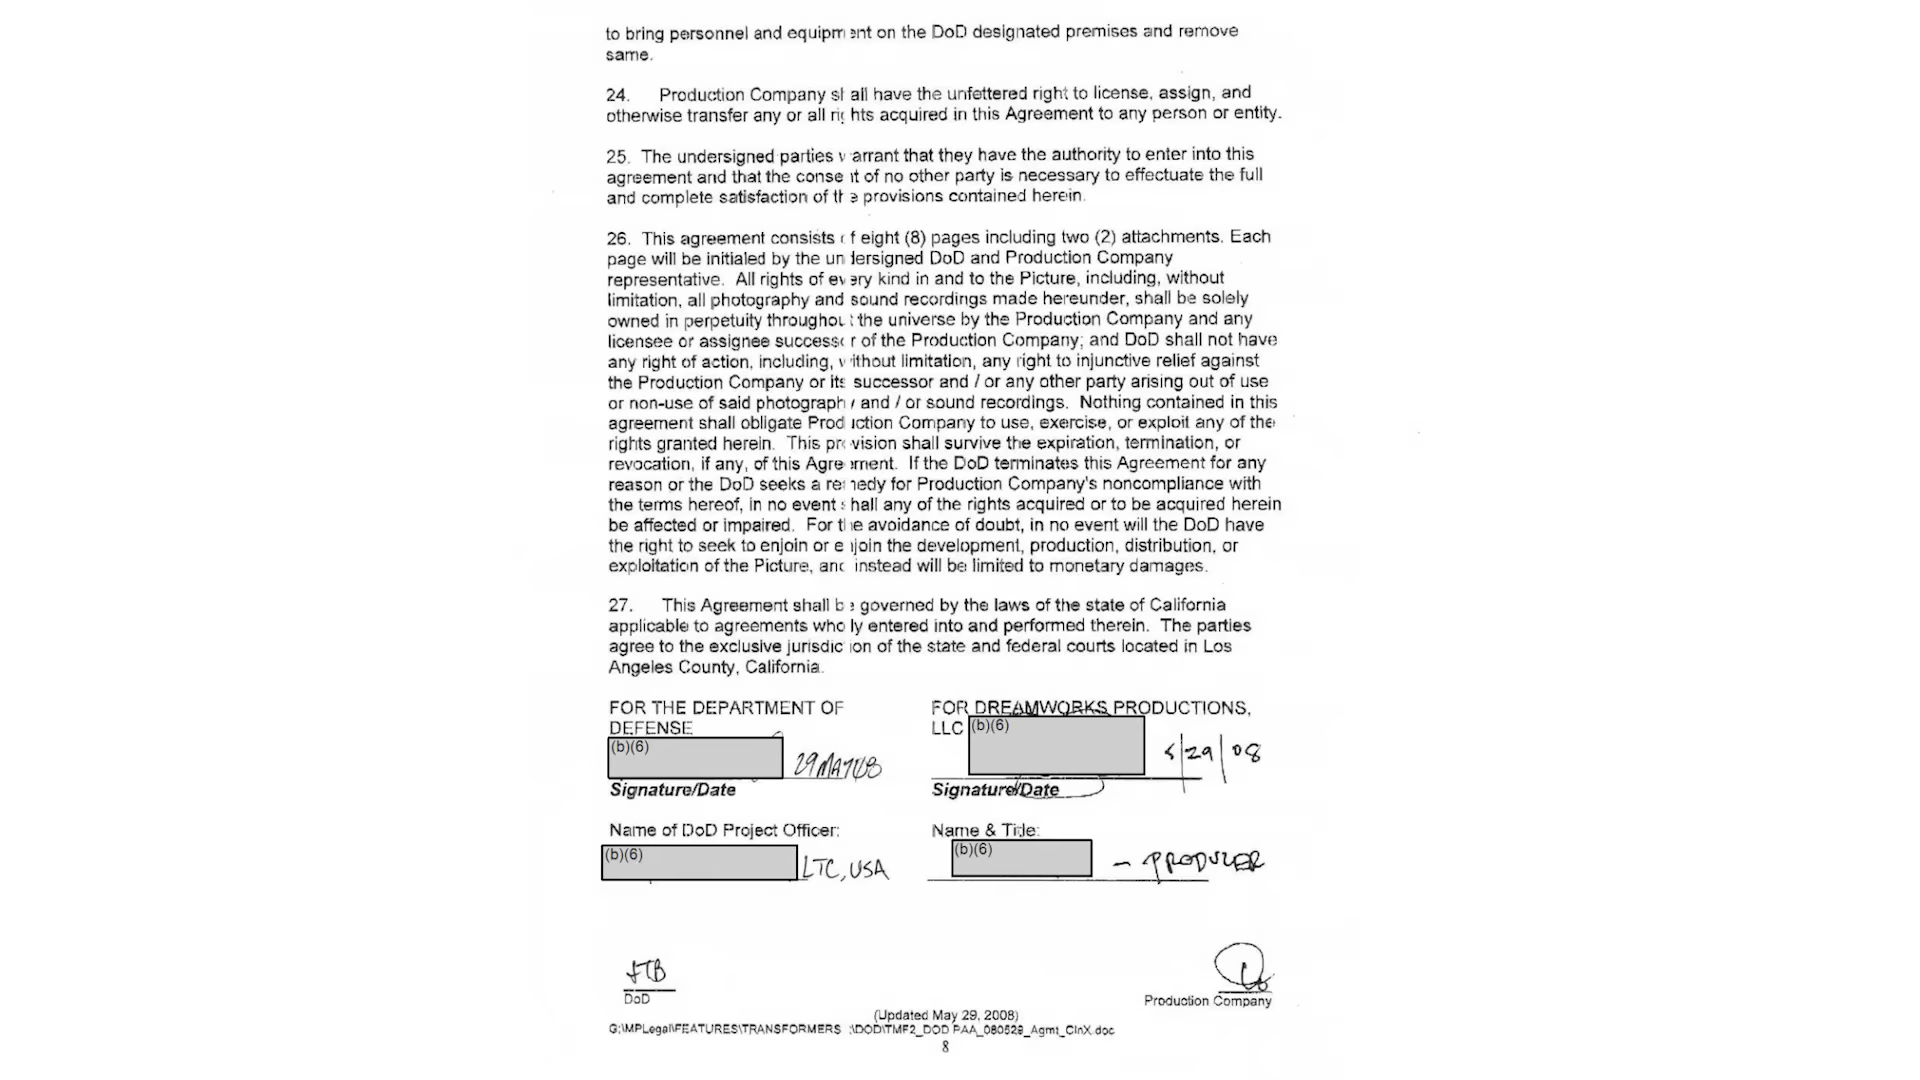 to bring personnel and equipment on the DoD designated premises and remove
same.
24. Production Company shall have the unfettered right to license, assign, and
otherwise transfer any or all rights acquired in this Agreement to any person or entity.
25. The undersigned parties warrant that they have the authority to enter into this
agreement and that the consent of no other party is necessary to effectuate the full
and complete satisfaction of the provisions contained herein.
26. This agreement consists of eight (8) pages including two (2) attachments. Each
page will be initialed by the undersigned DoD and Production Company
representative. All rights of every kind in and to the Picture, including, without
limitation, all photography and sound recordings made hereunder, shall be solely
owned in perpetuity throughout the universe by the Production Company and any
licensee or assignee successor of the Production Company; and DoD shall not have
any right of action, including, without limitation, any right to injunctive relief against
the Production Company or its successor and / or any other party arising out of use
or non-use of said photography and / or sound recordings. Nothing contained in this
agreement shall obligate Production Company to use, exercise, or exploit any of the
rights granted herein. This provision shall survive the expiration, termination, or
revocation, if any, of this Agreement. If the DoD terminates this Agreement for any
reason or the DoD seeks a remedy for Production Company's noncompliance with
the terms hereof, in no event shall any of the rights acquired or to be acquired herein
be affected or impaired. For the avoidance of doubt, in no event will the DoD have
the right to seek to enjoin or enjoin the development, production, distribution, or
exploitation of the Picture, and instead will be limited to monetary damages.
27. This Agreement shall be governed by the laws of the state of California
applicable to agreements wholly entered into and performed therein. The parties
agree to the exclusive jurisdiction of the state and federal courts located in Los
Angeles County, California.
FOR THE DEPARTMENT OF
DEFENSE
(b)(6)
29 MAY 08
Signature/Date
Name of DoD Project Officer:
(b)(6)
LTC, USA
FOR DREAMWORKS PRODUCTIONS,
LLC (b)(6)
5/29/08
Signature/Date
Name & Title:
(b)(6)
- PRODUCER
DoD
Production Company
(Updated May 29, 2008)
G:\MPLegal\FEATURES\TRANSFORMERS :\DOD\TMF2_DOD PAA_080529_Agmt_ClnX.doc
8